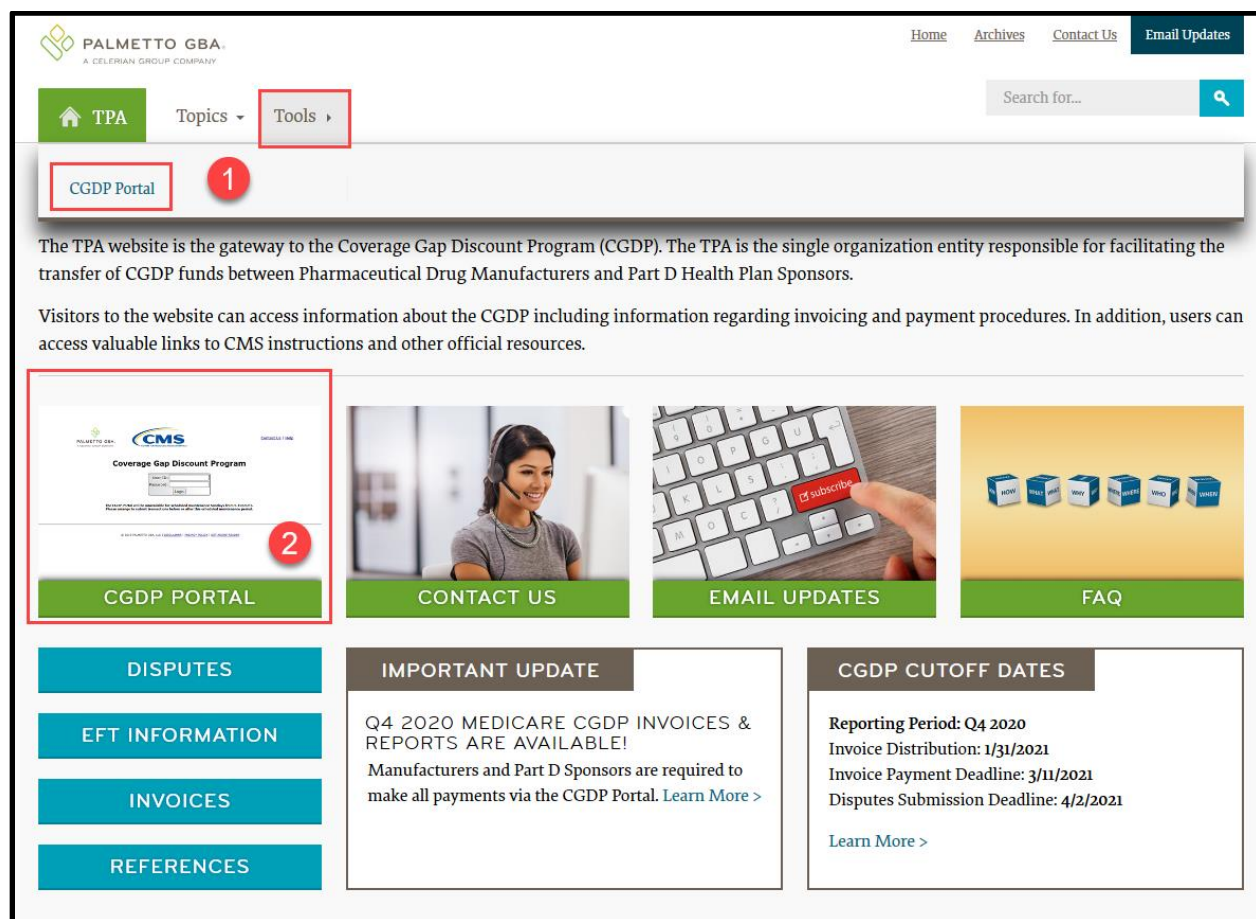 PALMETTO GBA.
A CELERIAN GROUP COMPANY
Home Archives Contact Us Email Updates
TPA Topics Tools
Search for...
CGDP Portal
1
The TPA website is the gateway to the Coverage Gap Discount Program (CGDP). The TPA is the single organization entity responsible for facilitating the
transfer of CGDP funds between Pharmaceutical Drug Manufacturers and Part D Health Plan Sponsors.
Visitors to the website can access information about the CGDP including information regarding invoicing and payment procedures. In addition, users can
access valuable links to CMS instructions and other official resources.
PALMETTO GBA.
CMS
Coverage Gap Discount Program
Login
2
CGDP PORTAL
subscribe
HOW WHAT WHY WHERE WHO WHEN
CONTACT US
EMAIL UPDATES
FAQ
DISPUTES
EFT INFORMATION
INVOICES
REFERENCES
IMPORTANT UPDATE
Q4 2020 MEDICARE CGDP INVOICES &
REPORTS ARE AVAILABLE!
Manufacturers and Part D Sponsors are required to
make all payments via the CGDP Portal. Learn More >
CGDP CUTOFF DATES
Reporting Period: Q4 2020
Invoice Distribution: 1/31/2021
Invoice Payment Deadline: 3/11/2021
Disputes Submission Deadline: 4/2/2021
Learn More >